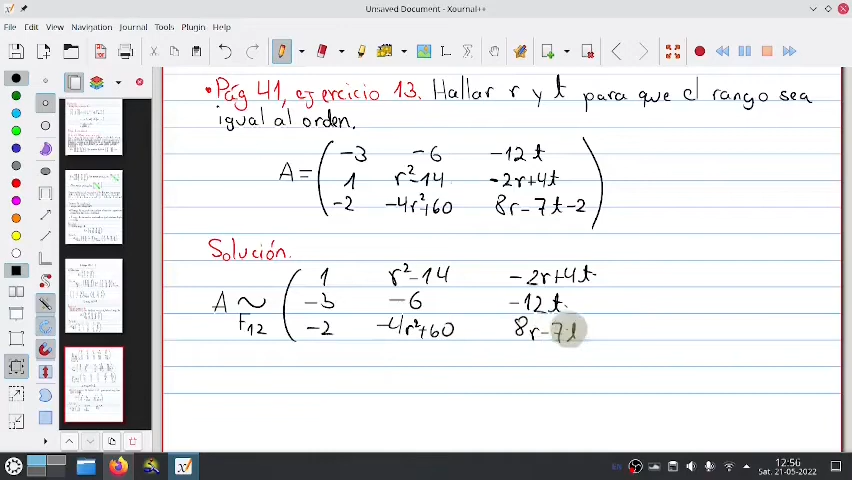 Unsaved Document - Xournal++
File Edit View Navigation Journal Tools Plugin Help
• Pág 41, ejercicio 13. Hallar r y t para que el rango sea
igual al orden.
-3 -6 -12t
A = 1 r²-14 -2r+4t
-2 -4r²+60 8r-7t-2
Solución.
1 r²-14 -2r+4t
A ~ F₁₂ -3 -6 -12t
-2 -4r²+60 8r-7t
EN 12:56
Sat. 21-05-2022